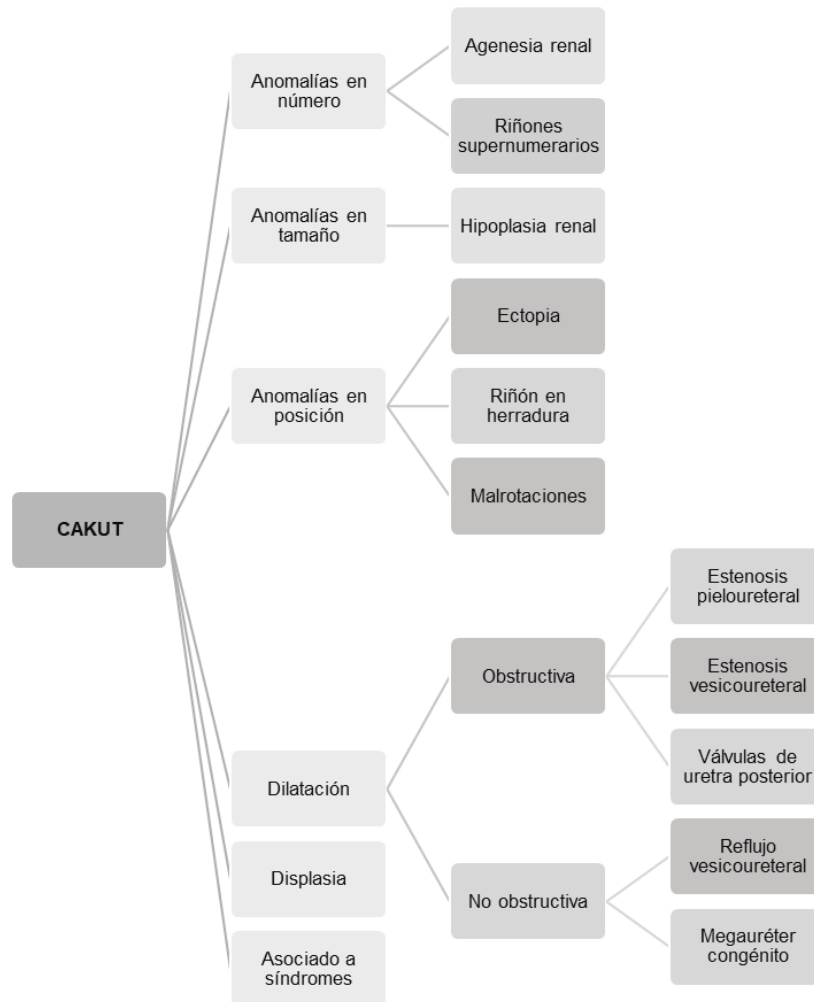 CAKUT
Anomalías en
número
Agenesia renal
Riñones
supernumerarios
Anomalías en
tamaño
Hipoplasia renal
Anomalías en
posición
Ectopia
Riñón en
herradura
Malrotaciones
Dilatación
Obstructiva
Estenosis
pieloureteral
Estenosis
vesicoureteral
Válvulas de
uretra posterior
No obstructiva
Reflujo
vesicoureteral
Megauréter
congénito
Displasia
Asociado a
síndromes